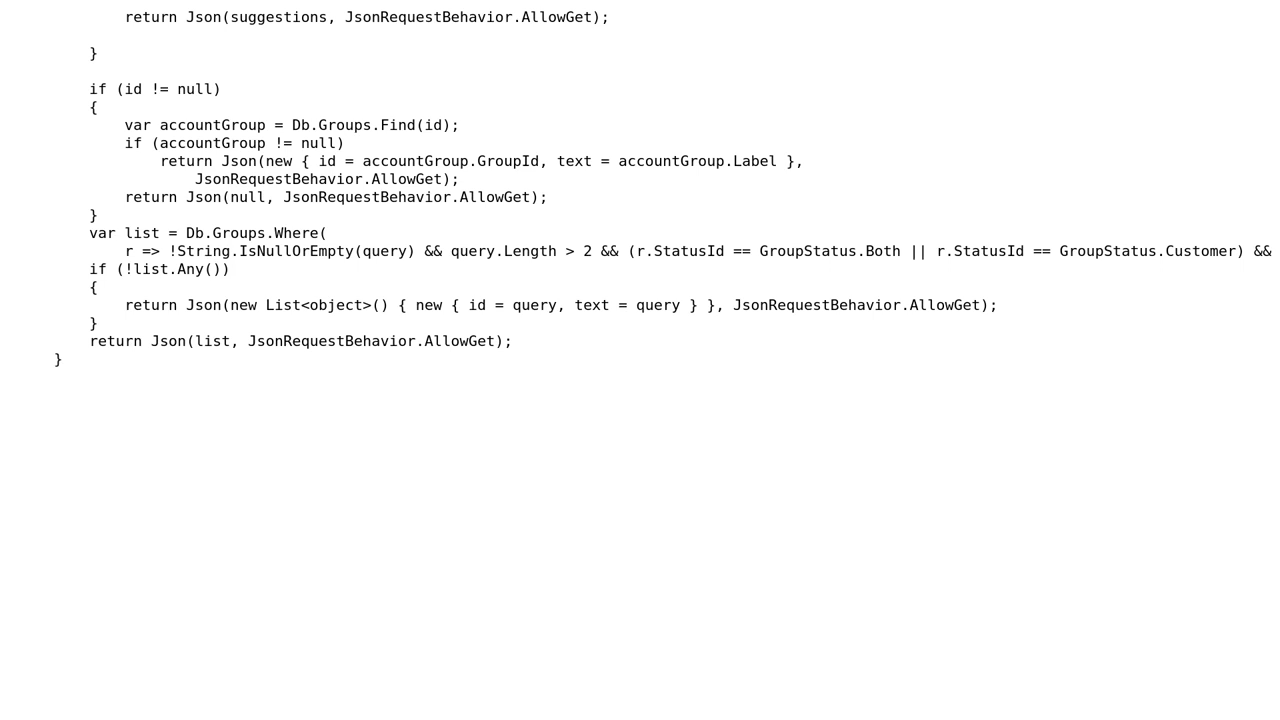 return Json(suggestions, JsonRequestBehavior.AllowGet);
}
if (id != null)
{
var accountGroup = Db.Groups.Find(id);
if (accountGroup != null)
return Json(new { id = accountGroup.GroupId, text = accountGroup.Label },
JsonRequestBehavior.AllowGet);
return Json(null, JsonRequestBehavior.AllowGet);
}
var list = Db.Groups.Where(
r => !String.IsNullOrEmpty(query) && query.Length > 2 && (r.StatusId == GroupStatus.Both || r.StatusId == GroupStatus.Customer) &&
if (!list.Any())
{
return Json(new List<object>() { new { id = query, text = query } }, JsonRequestBehavior.AllowGet);
}
return Json(list, JsonRequestBehavior.AllowGet);
}